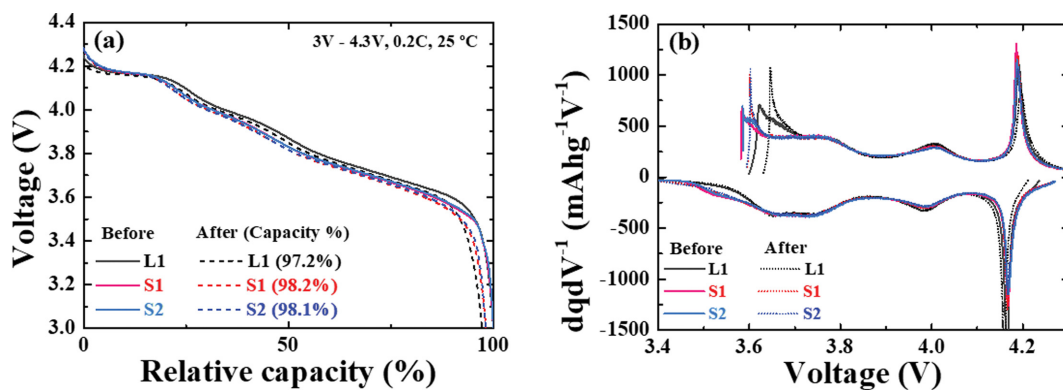 (a)
3V - 4.3V, 0.2C, 25 ºC
Voltage (V)
4.4
4.2
4.0
3.8
3.6
3.4
3.2
3.0
Before After (Capacity %)
L1 L1 (97.2%)
S1 S1 (98.2%)
S2 S2 (98.1%)
0 50 100
Relative capacity (%)
(b)
dqdV⁻¹ (mAhg⁻¹V⁻¹)
1500
1000
500
0
-500
-1000
-1500
Before After
L1 L1
S1 S1
S2 S2
3.4 3.6 3.8 4.0 4.2
Voltage (V)